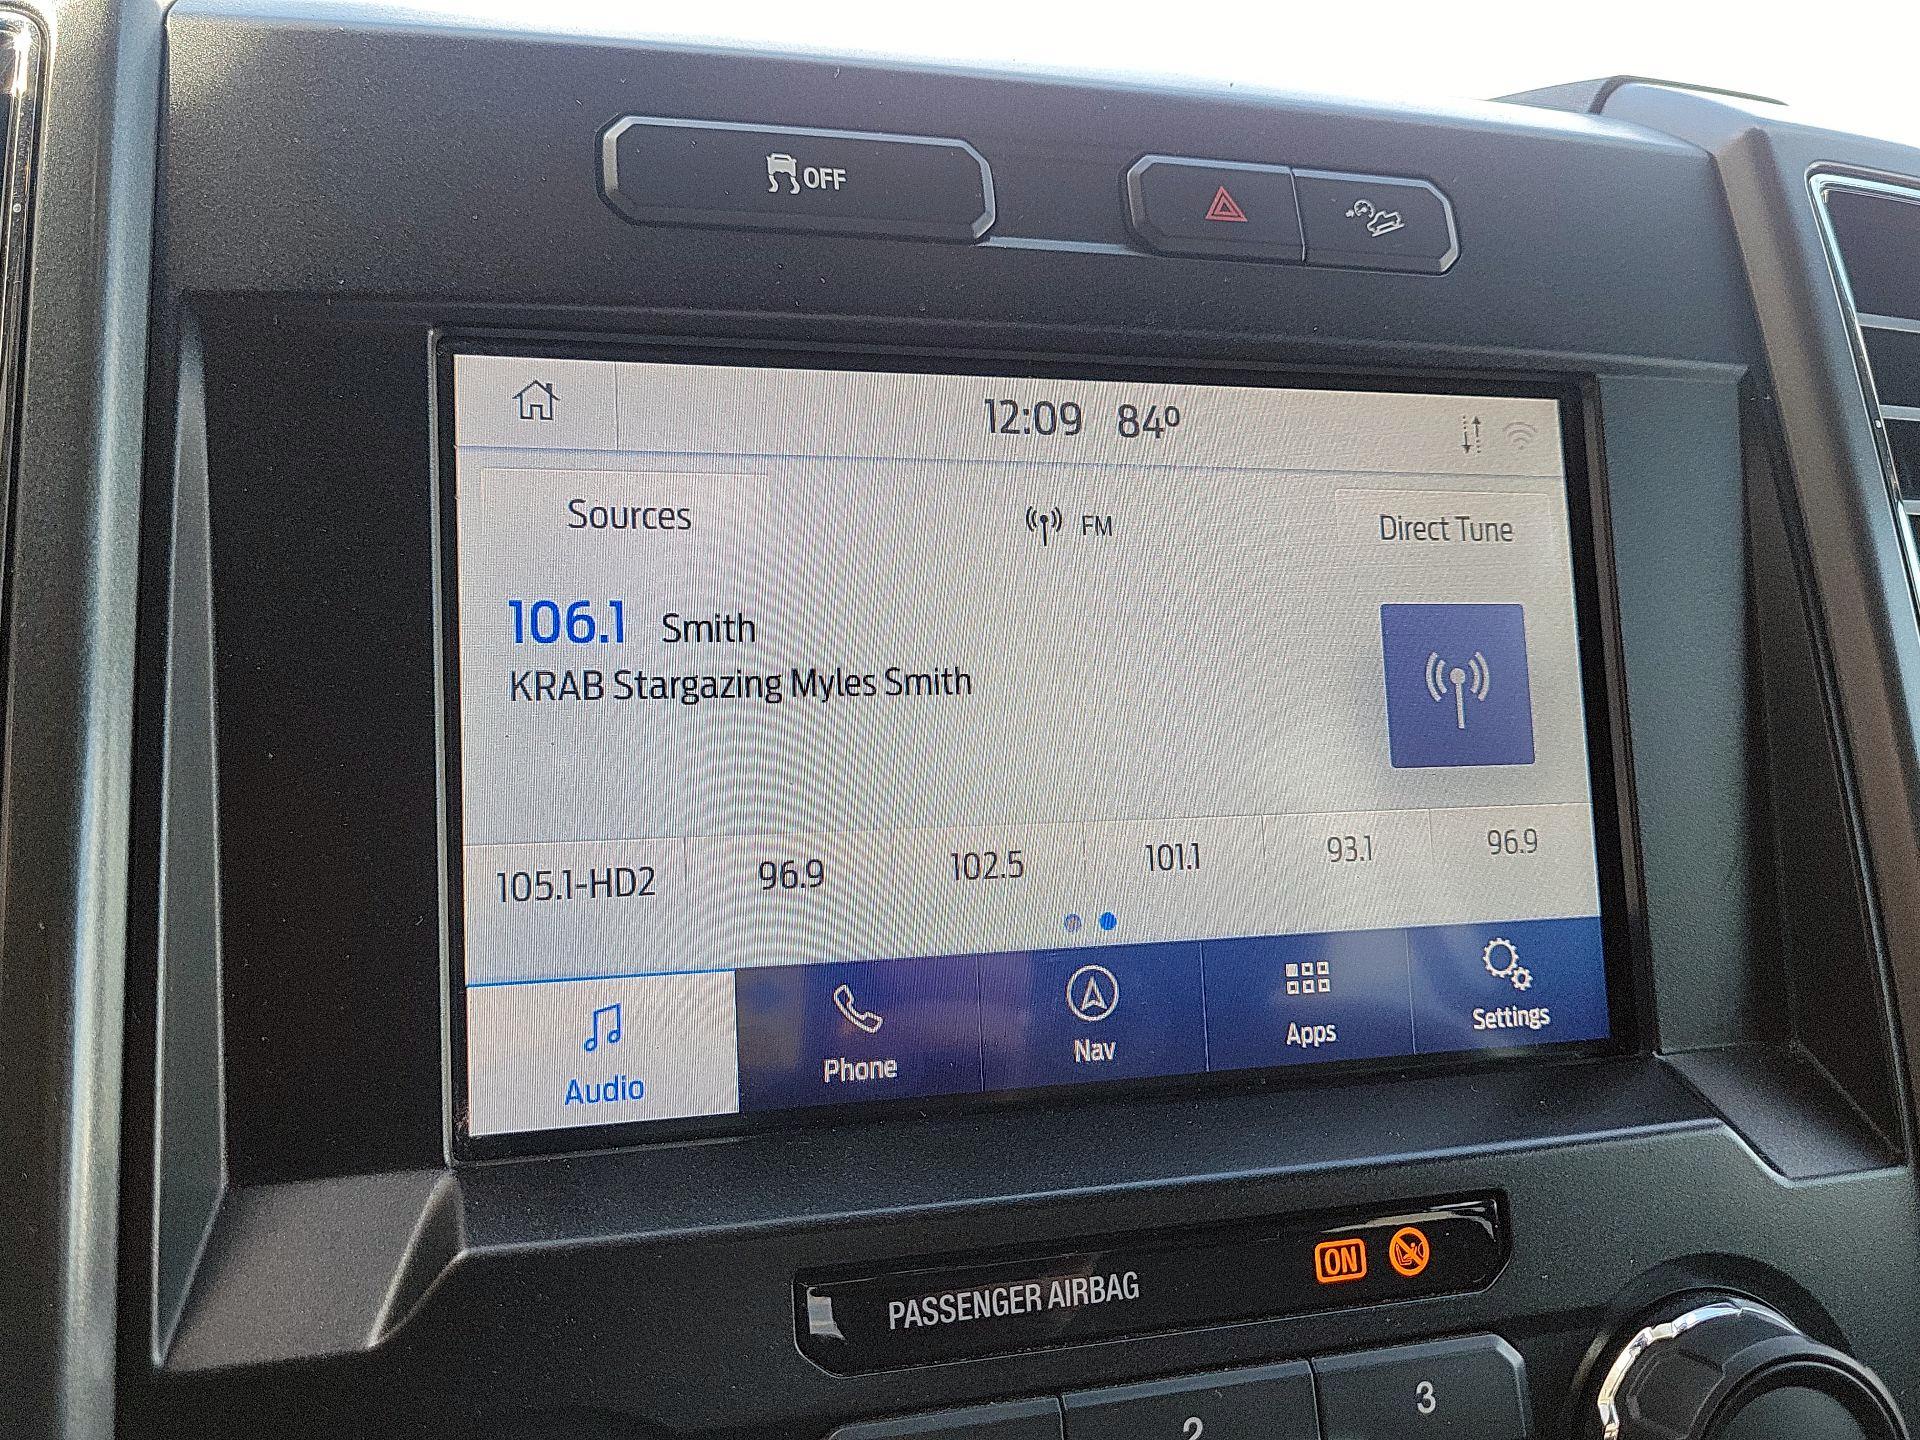 OFF
12:09 84º
Sources FM Direct Tune
106.1 Smith
KRAB Stargazing Myles Smith
105.1-HD2 96.9 102.5 101.1 93.1 96.9
Audio Phone Nav Apps Settings
PASSENGER AIRBAG ON
2 3